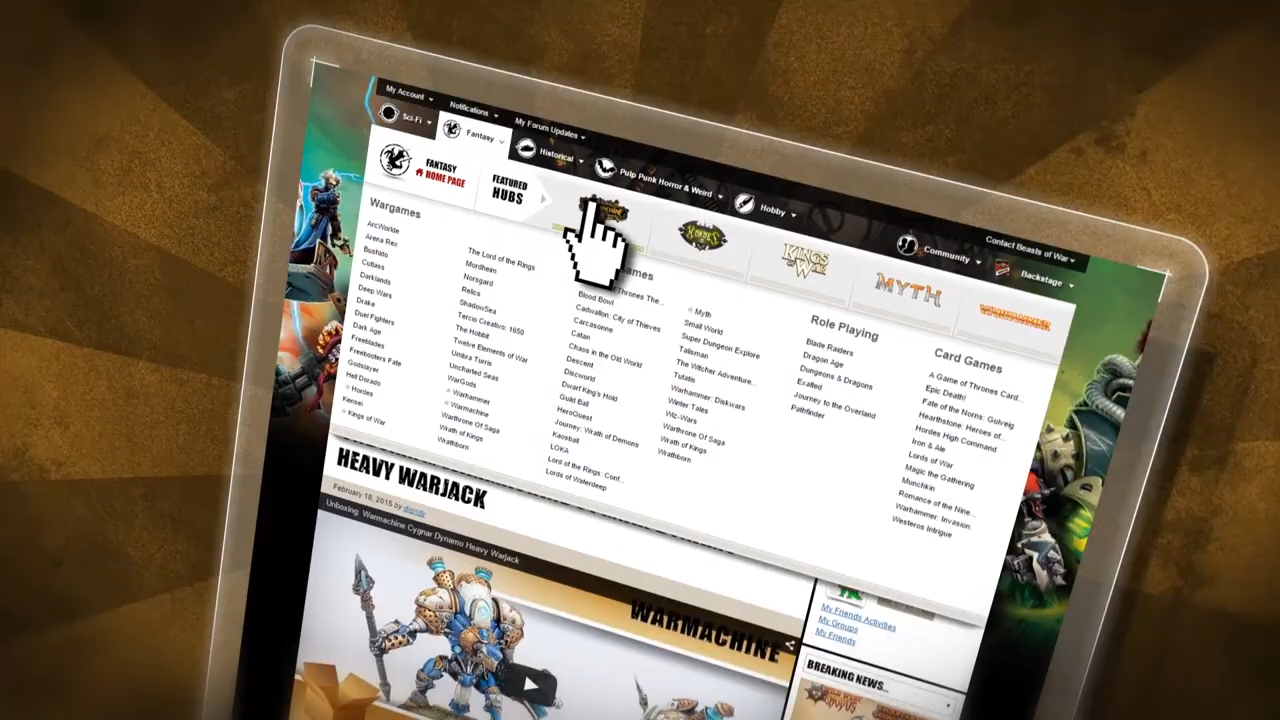 My Account
Notifications
My Forum Updates
Contact Beasts of War
Sci-Fi
Fantasy
Historical
Pulp Punk Horror & Weird
Hobby
Community
Backstage
FANTASY
HOME PAGE
FEATURED
HUBS
HORDES
KINGS
OF WAR
MYTH
WARHAMMER
Wargames
ArcWorlde
Arena Rex
Bushido
Cutlass
Darklands
Deep Wars
Drake
Duel Fighters
Dark Age
Freeblades
Freebooters Fate
Godslayer
Hell Dorado
Hordes
Kensei
Kings of War
The Lord of the Rings
Mordheim
Norsgard
Relics
ShadowSea
Tercio Creativo: 1650
The Hobbit
Twelve Elements of War
Umbra Turris
Uncharted Seas
WarGods
Warhammer
Warmachine
Warthrone Of Saga
Wrath of Kings
Wrathborn
Thrones The...
Blood Bowl
Cadwallon: City of Thieves
Carcasonne
Catan
Chaos in the Old World
Descent
Discworld
Dwarf King's Hold
Guild Ball
HeroQuest
Journey: Wrath of Demons
Kaosball
LOKA
Lord of the Rings: Conf...
Lords of Waterdeep
Myth
Small World
Super Dungeon Explore
Talisman
The Witcher Adventure...
Tutatis
Warhammer: Diskwars
Winter Tales
Wiz-Wars
Warthrone Of Saga
Wrath of Kings
Wrathborn
Role Playing
Blade Raiders
Dragon Age
Dungeons & Dragons
Exalted
Journey to the Overland
Pathfinder
Card Games
A Game of Thrones Card...
Epic Death!
Fate of the Norns: Gulveig
Hearthstone: Heroes of...
Hordes High Command
Iron & Ale
Lords of War
Magic the Gathering
Munchkin
Romance of the Nine...
Warhammer: Invasion.
Westeros Intrigue
HEAVY WARJACK
February 18, 2015 by dignity
Unboxing: Warmachine Cygnar Dynamo Heavy Warjack
WARMACHINE
My Friends Activities
My Groups
My Friends
BREAKING NEWS...